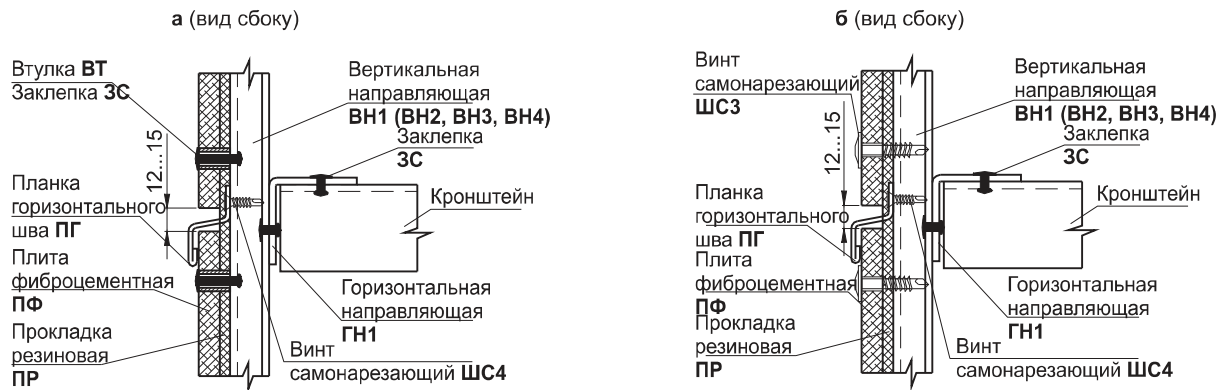 а (вид сбоку)
Втулка ВТ
Заклепка ЗС
12...15
Планка
горизонтального
шва ПГ
Плита
фиброцементная
ПФ
Прокладка
резиновая
ПР
Вертикальная
направляющая
ВН1 (ВН2, ВН3, ВН4)
Заклепка
ЗС
Кронштейн
Горизонтальная
направляющая
ГН1
Винт
самонарезающий ШС4
б (вид сбоку)
Винт
самонарезающий
ШС3
12...15
Планка
горизонтального
шва ПГ
Плита
фиброцементная
ПФ
Прокладка
резиновая
ПР
Вертикальная
направляющая
ВН1 (ВН2, ВН3, ВН4)
Заклепка
ЗС
Кронштейн
Горизонтальная
направляющая
ГН1
Винт
самонарезающий ШС4